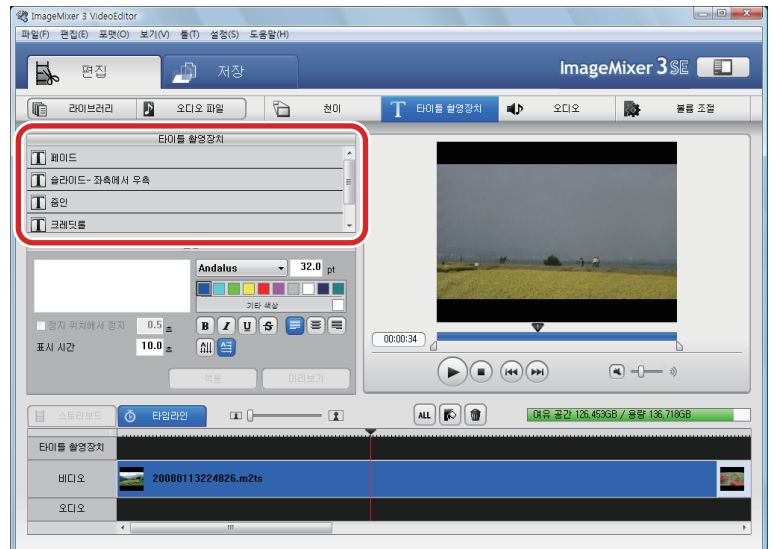 ImageMixer 3 VideoEditor
파일(F) 편집(E) 포맷(O) 보기(V) 툴(T) 설정(S) 도움말(H)
편집 저장 ImageMixer 3 SE
라이브러리 오디오 파일 천이 T 타이틀 촬영장치 오디오 볼륨 조절
타이틀 촬영장치
T 페이드
T 슬라이드- 좌측에서 우측
T 줌인
T 크레딧롤
Andalus 32.0 pt
기타 색상
정지 위치에서 정지 0.5 초
B I U S
표시 시간 10.0 초
적용 미리보기
00:00:34
스토리보드 타임라인 ALL 여유 공간 126,453GB / 용량 136,718GB
타이틀 촬영장치
비디오 20080113224826.m2ts
오디오